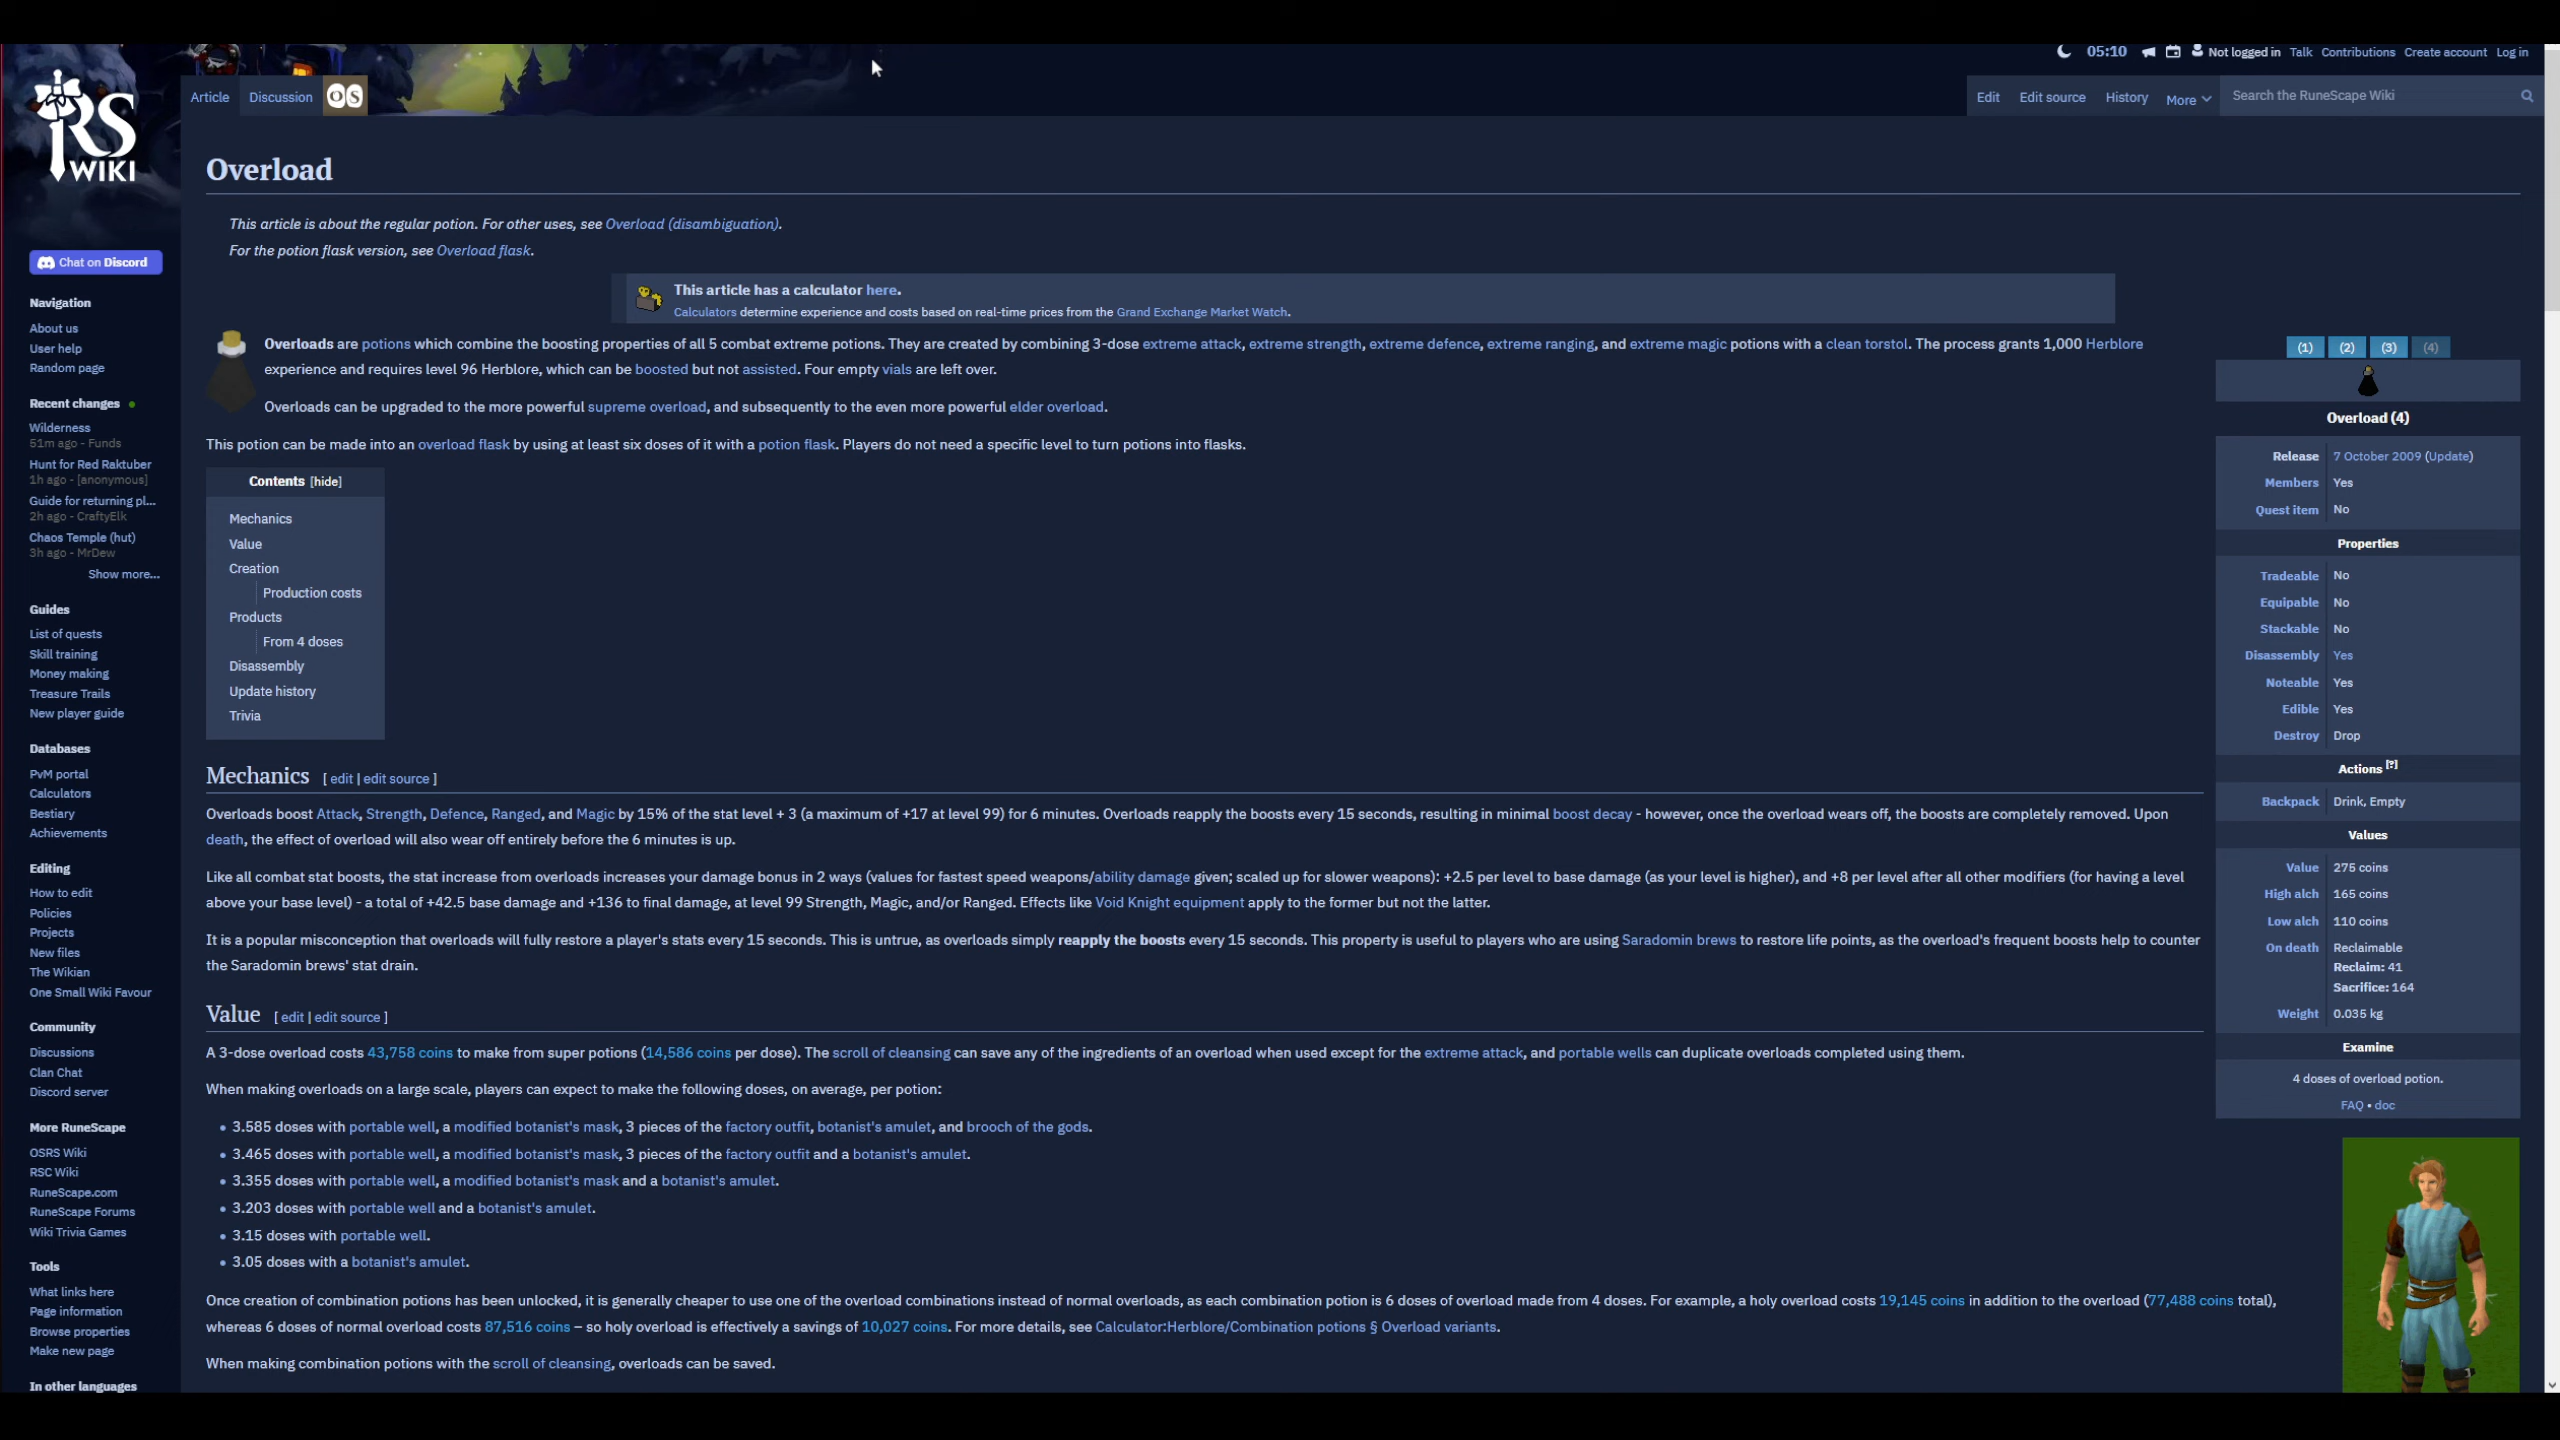 05:10 Not logged in Talk Contributions Create account Log in
RS
WIKI
Article Discussion OS
Edit Edit source History More Search the RuneScape Wiki
Overload
This article is about the regular potion. For other uses, see Overload (disambiguation).
For the potion flask version, see Overload flask.
This article has a calculator here.
Calculators determine experience and costs based on real-time prices from the Grand Exchange Market Watch.
Overloads are potions which combine the boosting properties of all 5 combat extreme potions. They are created by combining 3-dose extreme attack, extreme strength, extreme defence, extreme ranging, and extreme magic potions with a clean torstol. The process grants 1,000 Herblore
experience and requires level 96 Herblore, which can be boosted but not assisted. Four empty vials are left over.
Overloads can be upgraded to the more powerful supreme overload, and subsequently to the even more powerful elder overload.
This potion can be made into an overload flask by using at least six doses of it with a potion flask. Players do not need a specific level to turn potions into flasks.
Contents [hide]
Mechanics
Value
Creation
Production costs
Products
From 4 doses
Disassembly
Update history
Trivia
Mechanics [ edit | edit source ]
Overloads boost Attack, Strength, Defence, Ranged, and Magic by 15% of the stat level + 3 (a maximum of +17 at level 99) for 6 minutes. Overloads reapply the boosts every 15 seconds, resulting in minimal boost decay - however, once the overload wears off, the boosts are completely removed. Upon
death, the effect of overload will also wear off entirely before the 6 minutes is up.
Like all combat stat boosts, the stat increase from overloads increases your damage bonus in 2 ways (values for fastest speed weapons/ability damage given; scaled up for slower weapons): +2.5 per level to base damage (as your level is higher), and +8 per level after all other modifiers (for having a level
above your base level) - a total of +42.5 base damage and +136 to final damage, at level 99 Strength, Magic, and/or Ranged. Effects like Void Knight equipment apply to the former but not the latter.
It is a popular misconception that overloads will fully restore a player's stats every 15 seconds. This is untrue, as overloads simply reapply the boosts every 15 seconds. This property is useful to players who are using Saradomin brews to restore life points, as the overload's frequent boosts help to counter
the Saradomin brews' stat drain.
Value [ edit | edit source ]
A 3-dose overload costs 43,758 coins to make from super potions (14,586 coins per dose). The scroll of cleansing can save any of the ingredients of an overload when used except for the extreme attack, and portable wells can duplicate overloads completed using them.
When making overloads on a large scale, players can expect to make the following doses, on average, per potion:
• 3.585 doses with portable well, a modified botanist's mask, 3 pieces of the factory outfit, botanist's amulet, and brooch of the gods.
• 3.465 doses with portable well, a modified botanist's mask, 3 pieces of the factory outfit and a botanist's amulet.
• 3.355 doses with portable well, a modified botanist's mask and a botanist's amulet.
• 3.203 doses with portable well and a botanist's amulet.
• 3.15 doses with portable well.
• 3.05 doses with a botanist's amulet.
Once creation of combination potions has been unlocked, it is generally cheaper to use one of the overload combinations instead of normal overloads, as each combination potion is 6 doses of overload made from 4 doses. For example, a holy overload costs 19,145 coins in addition to the overload (77,488 coins total),
whereas 6 doses of normal overload costs 87,516 coins – so holy overload is effectively a savings of 10,027 coins. For more details, see Calculator:Herblore/Combination potions § Overload variants.
When making combination potions with the scroll of cleansing, overloads can be saved.
Chat on Discord
Navigation
About us
User help
Random page
Recent changes
Wilderness
51m ago - Funds
Hunt for Red Raktuber
1h ago - [anonymous]
Guide for returning pl...
2h ago - CraftyElk
Chaos Temple (hut)
3h ago - MrDew
Show more...
Guides
List of quests
Skill training
Money making
Treasure Trails
New player guide
Databases
PvM portal
Calculators
Bestiary
Achievements
Editing
How to edit
Policies
Projects
New files
The Wikian
One Small Wiki Favour
Community
Discussions
Clan Chat
Discord server
More RuneScape
OSRS Wiki
RSC Wiki
RuneScape.com
RuneScape Forums
Wiki Trivia Games
Tools
What links here
Page information
Browse properties
Make new page
In other languages
(1) (2) (3) (4)
Overload (4)
Release 7 October 2009 (Update)
Members Yes
Quest item No
Properties
Tradeable No
Equipable No
Stackable No
Disassembly Yes
Noteable Yes
Edible Yes
Destroy Drop
Actions [?]
Backpack Drink, Empty
Values
Value 275 coins
High alch 165 coins
Low alch 110 coins
On death Reclaimable
Reclaim: 41
Sacrifice: 164
Weight 0.035 kg
Examine
4 doses of overload potion.
FAQ • doc